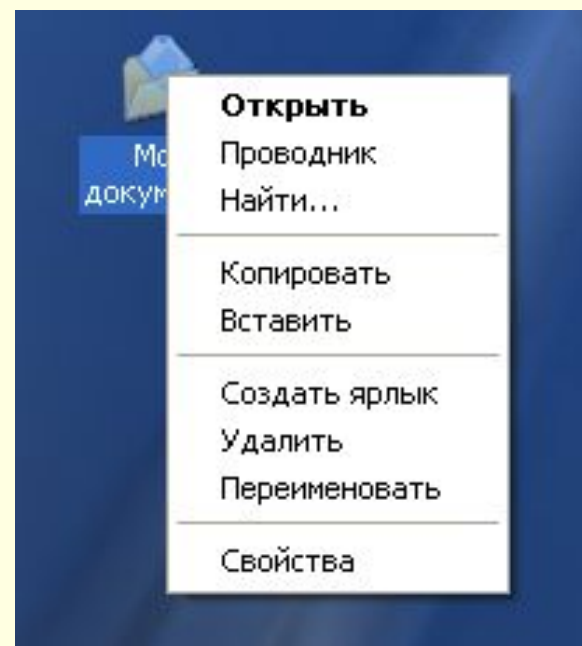 Открыть
Проводник
Найти...
Копировать
Вставить
Создать ярлык
Удалить
Переименовать
Свойства